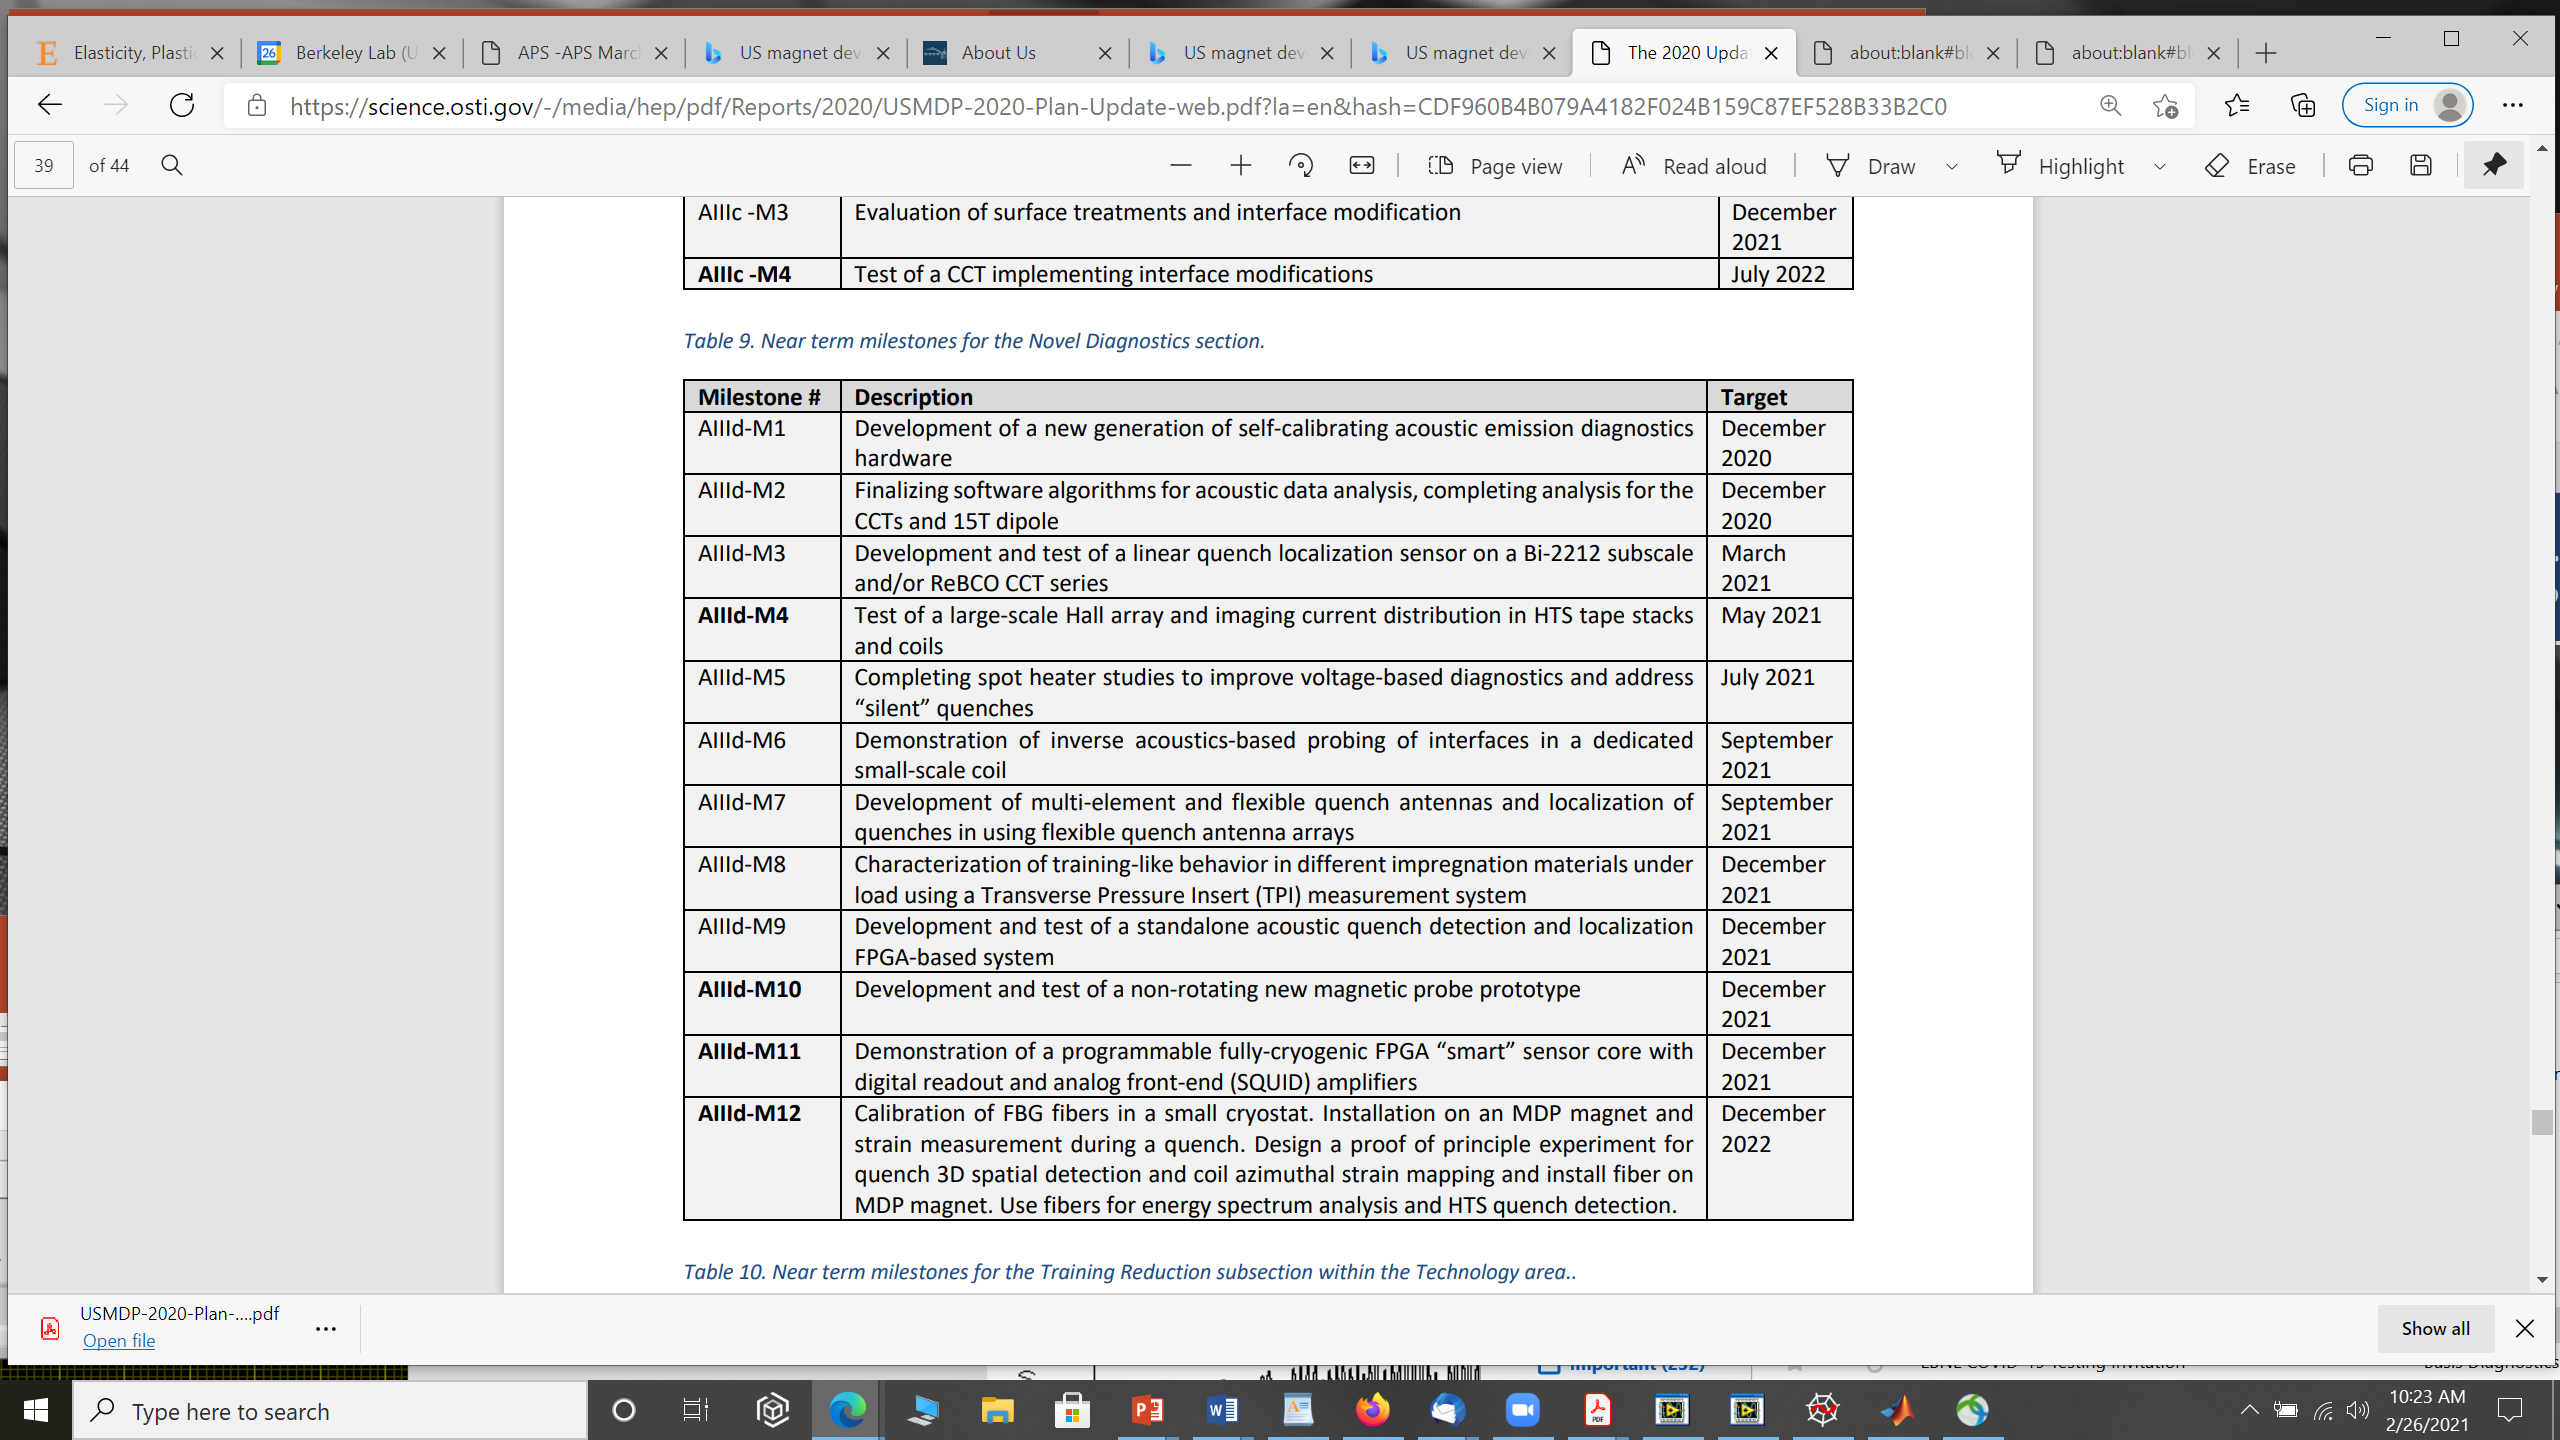 Elasticity, Plastic
Berkeley Lab (U
APS -APS Marc
US magnet dev
About Us
US magnet dev
US magnet dev
The 2020 Upda
about:blank#bl
about:blank#bl
https://science.osti.gov/-/media/hep/pdf/Reports/2020/USMDP-2020-Plan-Update-web.pdf?la=en&hash=CDF960B4B079A4182F024B159C87EF528B33B2C0
Sign in
39 of 44
Page view
Read aloud
Draw
Highlight
Erase
AIIIc -M3 Evaluation of surface treatments and interface modification December
2021
AIIIc -M4 Test of a CCT implementing interface modifications July 2022
Table 9. Near term milestones for the Novel Diagnostics section.
Milestone # Description Target
AIIId-M1 Development of a new generation of self-calibrating acoustic emission diagnostics December
hardware 2020
AIIId-M2 Finalizing software algorithms for acoustic data analysis, completing analysis for the December
CCTs and 15T dipole 2020
AIIId-M3 Development and test of a linear quench localization sensor on a Bi-2212 subscale March
and/or ReBCO CCT series 2021
AIIId-M4 Test of a large-scale Hall array and imaging current distribution in HTS tape stacks May 2021
and coils
AIIId-M5 Completing spot heater studies to improve voltage-based diagnostics and address July 2021
“silent” quenches
AIIId-M6 Demonstration of inverse acoustics-based probing of interfaces in a dedicated September
small-scale coil 2021
AIIId-M7 Development of multi-element and flexible quench antennas and localization of September
quenches in using flexible quench antenna arrays 2021
AIIId-M8 Characterization of training-like behavior in different impregnation materials under December
load using a Transverse Pressure Insert (TPI) measurement system 2021
AIIId-M9 Development and test of a standalone acoustic quench detection and localization December
FPGA-based system 2021
AIIId-M10 Development and test of a non-rotating new magnetic probe prototype December
2021
AIIId-M11 Demonstration of a programmable fully-cryogenic FPGA “smart” sensor core with December
digital readout and analog front-end (SQUID) amplifiers 2021
AIIId-M12 Calibration of FBG fibers in a small cryostat. Installation on an MDP magnet and December
strain measurement during a quench. Design a proof of principle experiment for 2022
quench 3D spatial detection and coil azimuthal strain mapping and install fiber on
MDP magnet. Use fibers for energy spectrum analysis and HTS quench detection.
Table 10. Near term milestones for the Training Reduction subsection within the Technology area..
USMDP-2020-Plan-....pdf
Open file
Show all
Type here to search
10:23 AM
2/26/2021